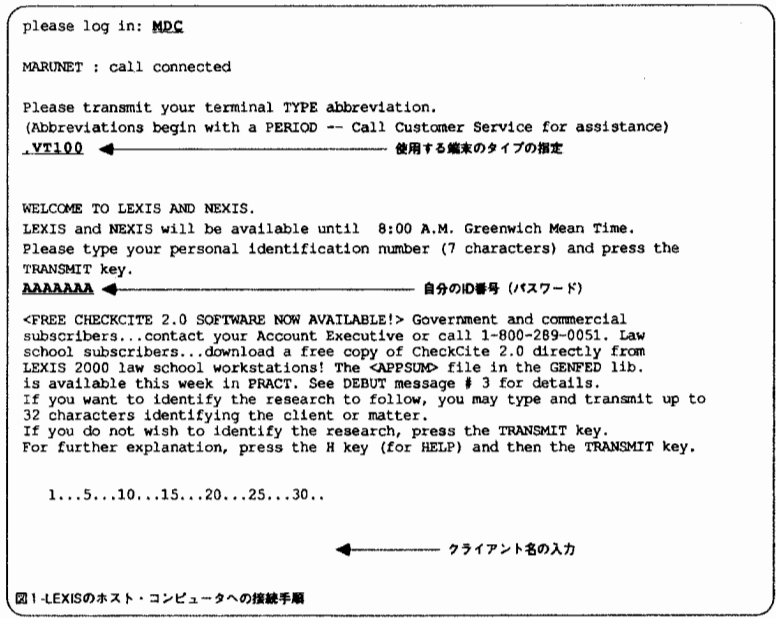 please log in: MDC
MARUNET : call connected
Please transmit your terminal TYPE abbreviation.
(Abbreviations begin with a PERIOD -- Call Customer Service for assistance)
.VT100 使用する端末のタイプの指定
WELCOME TO LEXIS AND NEXIS.
LEXIS and NEXIS will be available until 8:00 A.M. Greenwich Mean Time.
Please type your personal identification number (7 characters) and press the
TRANSMIT key.
AAAAAAA 自分のID番号(パスワード)
<FREE CHECKCITE 2.0 SOFTWARE NOW AVAILABLE!> Government and commercial
subscribers...contact your Account Executive or call 1-800-289-0051. Law
school subscribers...download a free copy of CheckCite 2.0 directly from
LEXIS 2000 law school workstations! The <APPSUM> file in the GENFED lib.
is available this week in PRACT. See DEBUT message # 3 for details.
If you want to identify the research to follow, you may type and transmit up to
32 characters identifying the client or matter.
If you do not wish to identify the research, press the TRANSMIT key.
For further explanation, press the H key (for HELP) and then the TRANSMIT key.
1...5...10...15...20...25...30..
クライアント名の入力
図1-LEXISのホスト・コンピュータへの接続手順